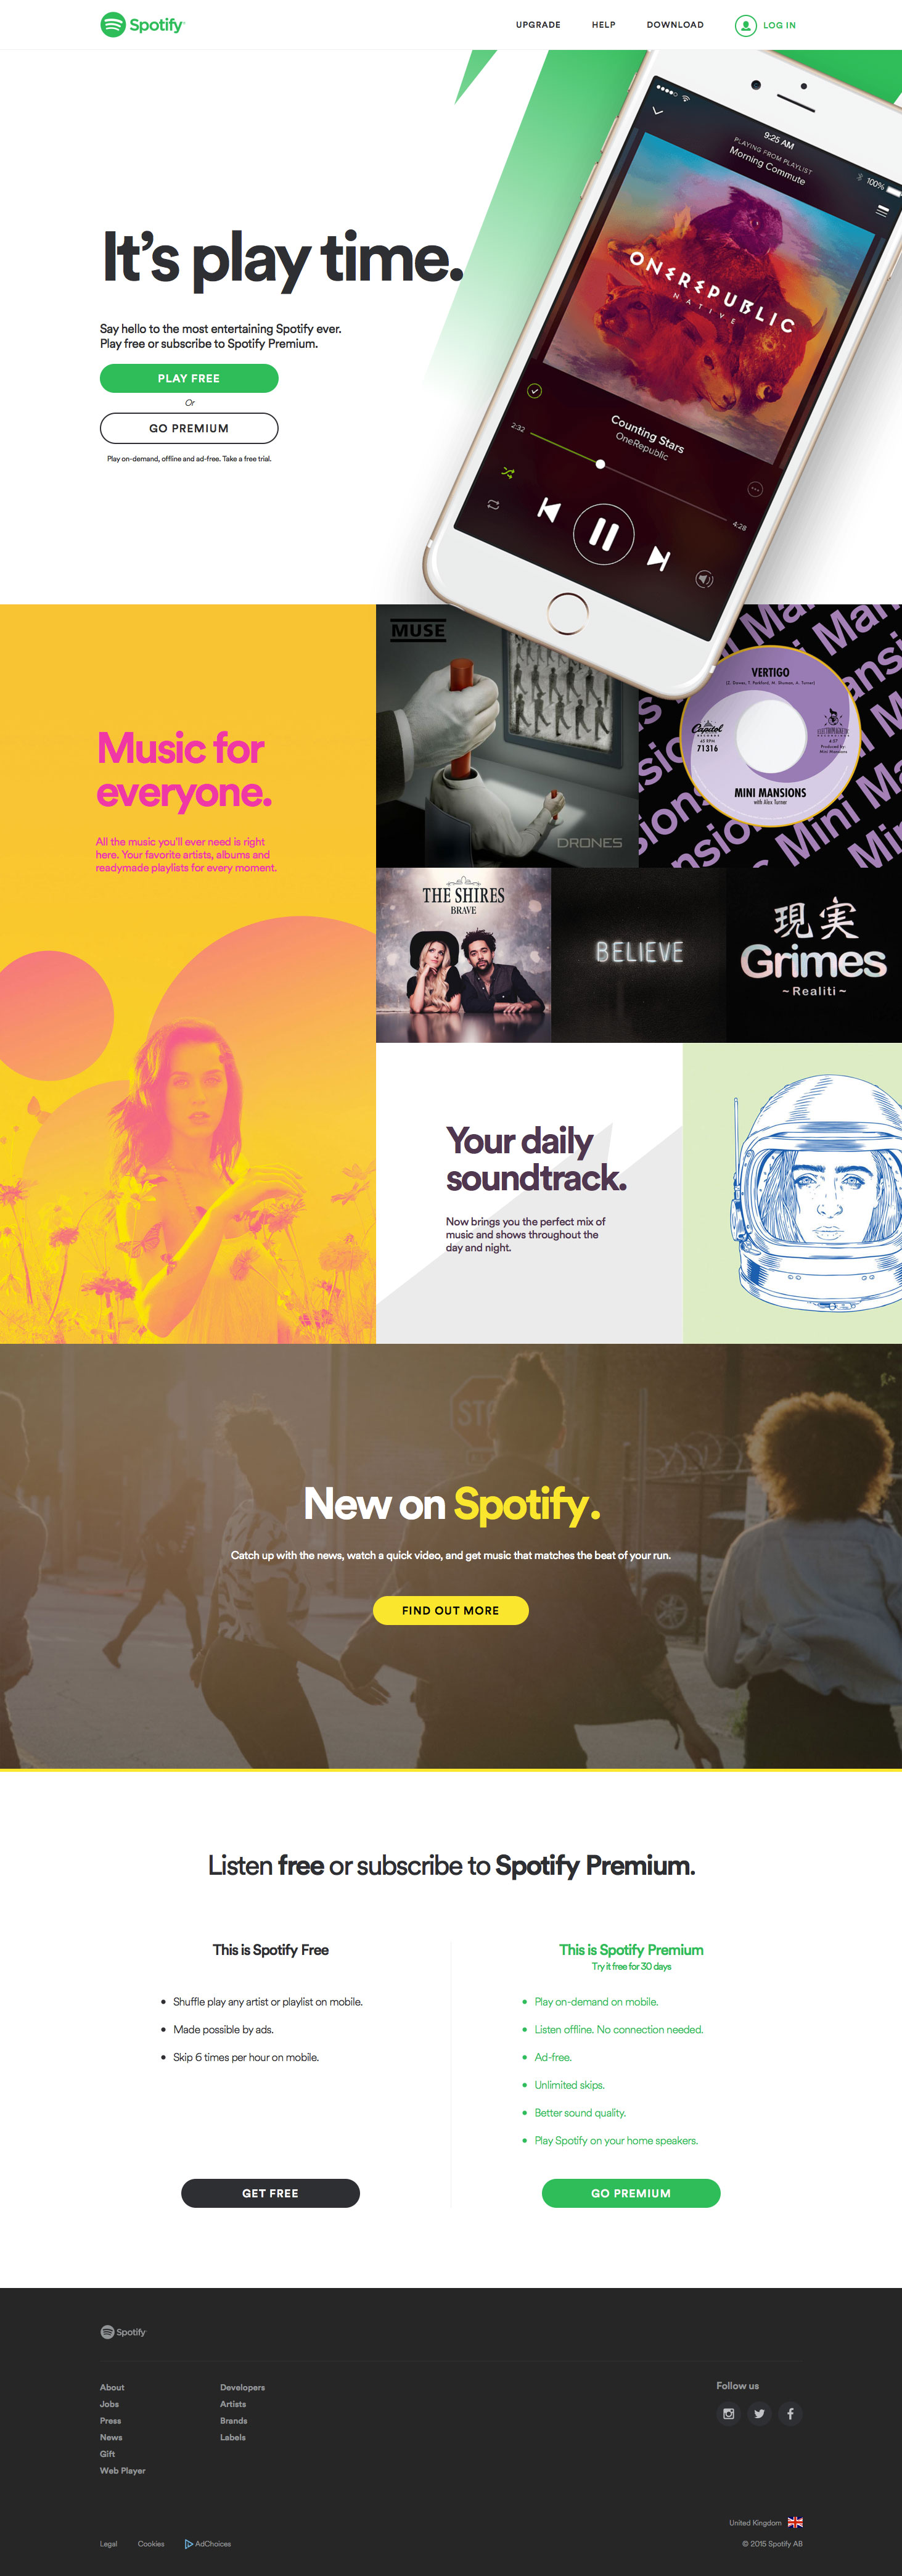 Spotify
UPGRADE
HELP
DOWNLOAD
LOG IN
9:25 AM
100%
PLAYING FROM PLAYLIST
Morning Commute
ONEREPUBLIC
NATIVE
Counting Stars
OneRepublic
2:32
4:28
It's play time.
Say hello to the most entertaining Spotify ever.
Play free or subscribe to Spotify Premium.
PLAY FREE
Or
GO PREMIUM
Play on-demand, offline and ad-free. Take a free trial.
Music for
everyone.
All the music you'll ever need is right
here. Your favorite artists, albums and
readymade playlists for every moment.
MUSE
DRONES
Mini Mansions
VERTIGO
Capitol
45 RPM
71316
MINI MANSIONS
with Alex Turner
THE SHIRES
BRAVE
BELIEVE
現実
Grimes
~ Realiti ~
Your daily
soundtrack.
Now brings you the perfect mix of
music and shows throughout the
day and night.
New on Spotify.
Catch up with the news, watch a quick video, and get music that matches the beat of your run.
FIND OUT MORE
Listen free or subscribe to Spotify Premium.
This is Spotify Free
Shuffle play any artist or playlist on mobile.
Made possible by ads.
Skip 6 times per hour on mobile.
GET FREE
This is Spotify Premium
Try it free for 30 days
Play on-demand on mobile.
Listen offline. No connection needed.
Ad-free.
Unlimited skips.
Better sound quality.
Play Spotify on your home speakers.
GO PREMIUM
Spotify
About
Jobs
Press
News
Gift
Web Player
Developers
Artists
Brands
Labels
Follow us
United Kingdom
Legal
Cookies
AdChoices
© 2015 Spotify AB